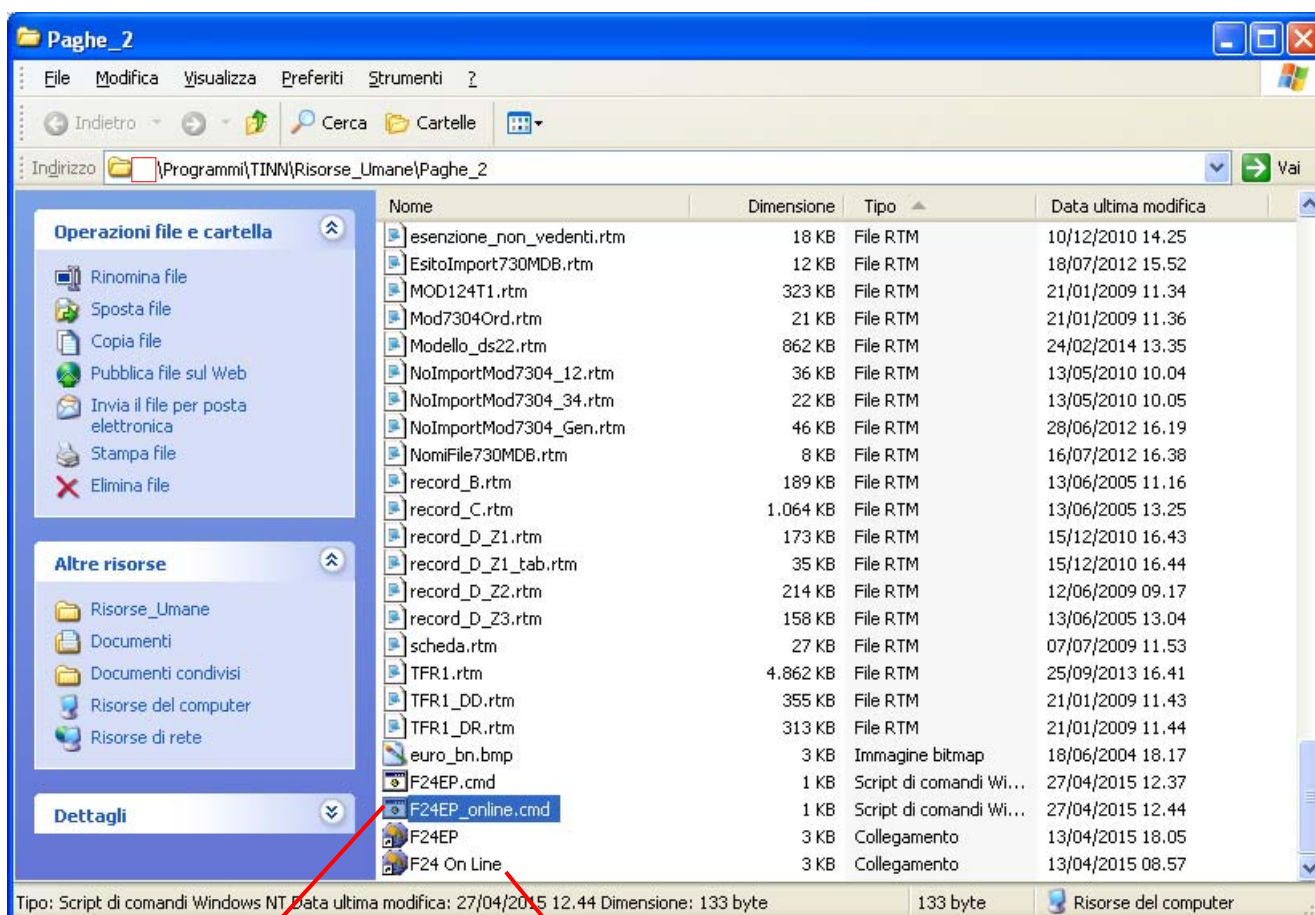 Paghe_2
File Modifica Visualizza Preferiti Strumenti ?
Indietro Cerca Cartelle
Indirizzo \Programmi\TINN\Risorse_Umane\Paghe_2 Vai
Operazioni file e cartella
Rinomina file
Sposta file
Copia file
Pubblica file sul Web
Invia il file per posta
elettronica
Stampa file
Elimina file
Altre risorse
Risorse_Umane
Documenti
Documenti condivisi
Risorse del computer
Risorse di rete
Dettagli
Nome Dimensione Tipo Data ultima modifica
esenzione_non_vedenti.rtm 18 KB File RTM 10/12/2010 14.25
EsitoImport730MDB.rtm 12 KB File RTM 18/07/2012 15.52
MOD124T1.rtm 323 KB File RTM 21/01/2009 11.34
Mod7304Ord.rtm 21 KB File RTM 21/01/2009 11.36
Modello_ds22.rtm 862 KB File RTM 24/02/2014 13.35
NoImportMod7304_12.rtm 36 KB File RTM 13/05/2010 10.04
NoImportMod7304_34.rtm 22 KB File RTM 13/05/2010 10.05
NoImportMod7304_Gen.rtm 46 KB File RTM 28/06/2012 16.19
NomiFile730MDB.rtm 8 KB File RTM 16/07/2012 16.38
record_B.rtm 189 KB File RTM 13/06/2005 11.16
record_C.rtm 1.064 KB File RTM 13/06/2005 13.25
record_D_Z1.rtm 173 KB File RTM 15/12/2010 16.43
record_D_Z1_tab.rtm 35 KB File RTM 15/12/2010 16.44
record_D_Z2.rtm 214 KB File RTM 12/06/2009 09.17
record_D_Z3.rtm 158 KB File RTM 13/06/2005 13.04
scheda.rtm 27 KB File RTM 07/07/2009 11.53
TFR1.rtm 4.862 KB File RTM 25/09/2013 16.41
TFR1_DD.rtm 355 KB File RTM 21/01/2009 11.43
TFR1_DR.rtm 313 KB File RTM 21/01/2009 11.44
euro_bn.bmp 3 KB Immagine bitmap 18/06/2004 18.17
F24EP.cmd 1 KB Script di comandi Wi... 27/04/2015 12.37
F24EP_online.cmd 1 KB Script di comandi Wi... 27/04/2015 12.44
F24EP 3 KB Collegamento 13/04/2015 18.05
F24 On Line 3 KB Collegamento 13/04/2015 08.57
Tipo: Script di comandi Windows NT Data ultima modifica: 27/04/2015 12.44 Dimensione: 133 byte 133 byte Risorse del computer